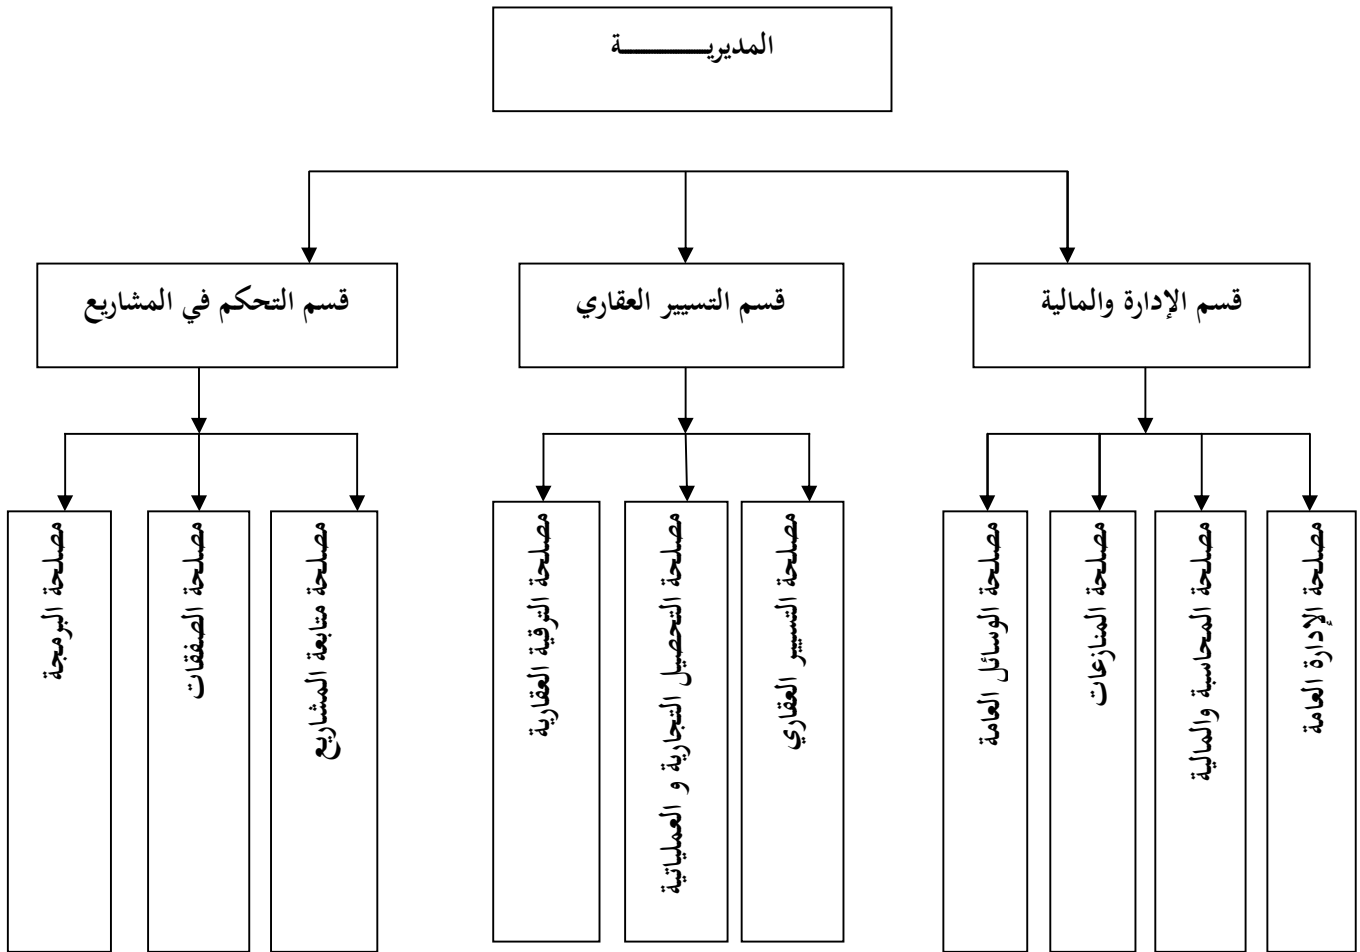 المديريـــــــــــة
قسم الإدارة والمالية
قسم التسيير العقاري
قسم التحكم في المشاريع
مصلحة الإدارة العامة
مصلحة المحاسبة والمالية
مصلحة المنازعات
مصلحة الوسائل العامة
مصلحة التسيير العقاري
مصلحة التحصيل التجارية و العملياتية
مصلحة الترقية العقارية
مصلحة متابعة المشاريع
مصلحة الصفقات
مصلحة البرمجة